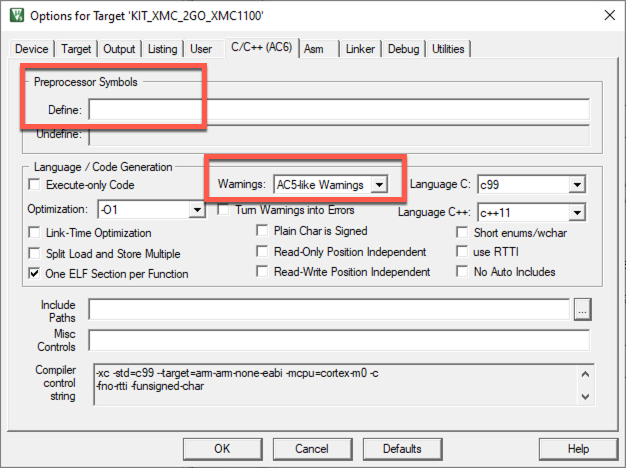 Options for Target 'KIT_XMC_2GO_XMC1100'
Device Target Output Listing User C/C++ (AC6) Asm Linker Debug Utilities
Preprocessor Symbols
Define:
Undefine:
Language / Code Generation
Execute-only Code Warnings: AC5-like Warnings Language C: c99
Optimization: -O1 Turn Warnings into Errors Language C++: c++11
Link-Time Optimization Plain Char is Signed Short enums/wchar
Split Load and Store Multiple Read-Only Position Independent use RTTI
One ELF Section per Function Read-Write Position Independent No Auto Includes
Include
Paths ...
Misc
Controls
Compiler
control
string
-xc -std=c99 --target=arm-arm-none-eabi -mcpu=cortex-m0 -c
-fno-rtti -funsigned-char
OK Cancel Defaults Help